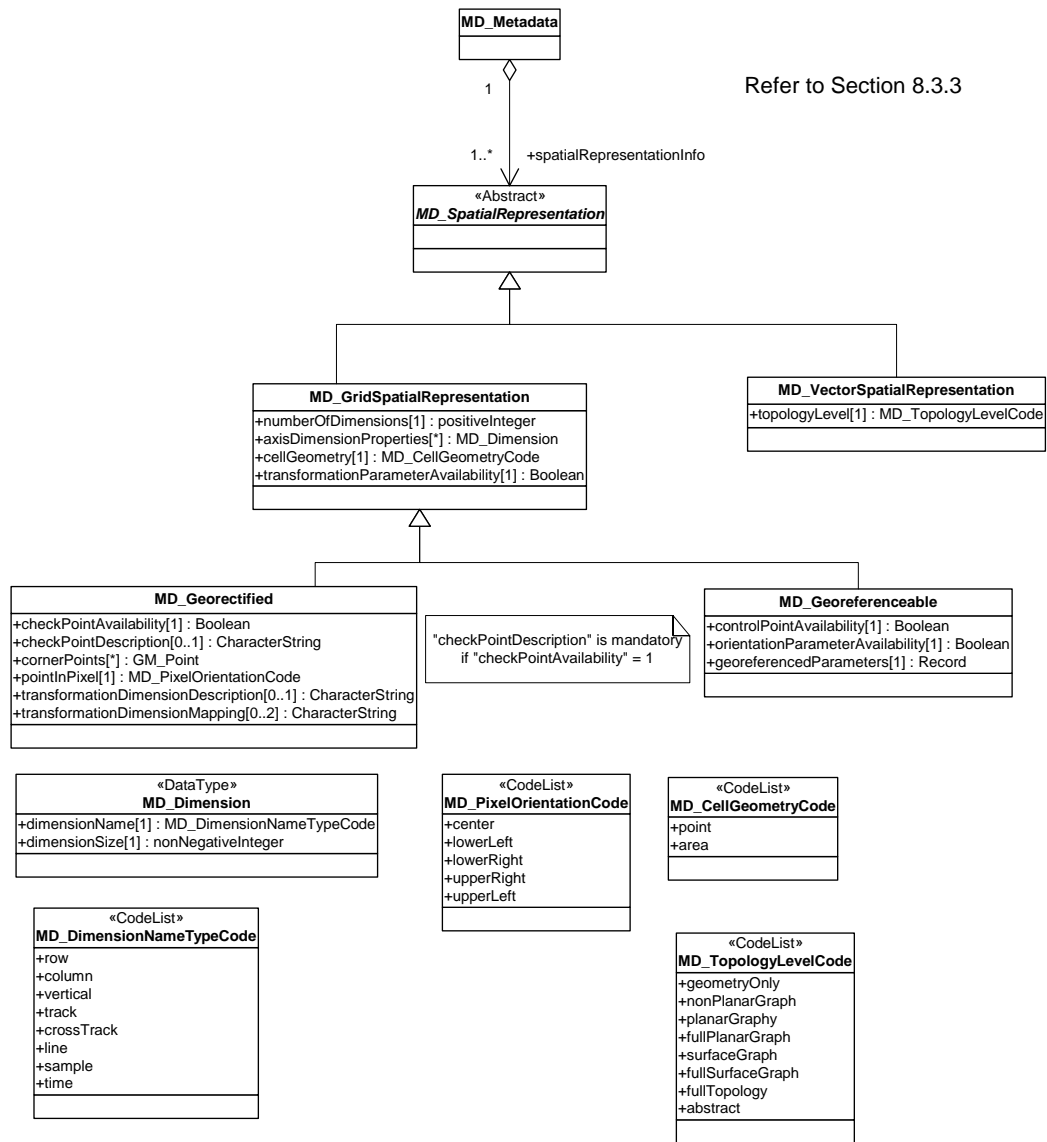 MD_Metadata
Refer to Section 8.3.3
1
1..*
+spatialRepresentationInfo
«Abstract»
MD_SpatialRepresentation
MD_GridSpatialRepresentation
+numberOfDimensions[1] : positiveInteger
+axisDimensionProperties[*] : MD_Dimension
+cellGeometry[1] : MD_CellGeometryCode
+transformationParameterAvailability[1] : Boolean
MD_VectorSpatialRepresentation
+topologyLevel[1] : MD_TopologyLevelCode
MD_Georectified
+checkPointAvailability[1] : Boolean
+checkPointDescription[0..1] : CharacterString
+cornerPoints[*] : GM_Point
+pointInPixel[1] : MD_PixelOrientationCode
+transformationDimensionDescription[0..1] : CharacterString
+transformationDimensionMapping[0..2] : CharacterString
"checkPointDescription" is mandatory
if "checkPointAvailability" = 1
MD_Georeferenceable
+controlPointAvailability[1] : Boolean
+orientationParameterAvailability[1] : Boolean
+georeferencedParameters[1] : Record
«DataType»
MD_Dimension
+dimensionName[1] : MD_DimensionNameTypeCode
+dimensionSize[1] : nonNegativeInteger
«CodeList»
MD_PixelOrientationCode
+center
+lowerLeft
+lowerRight
+upperRight
+upperLeft
«CodeList»
MD_CellGeometryCode
+point
+area
«CodeList»
MD_DimensionNameTypeCode
+row
+column
+vertical
+track
+crossTrack
+line
+sample
+time
«CodeList»
MD_TopologyLevelCode
+geometryOnly
+nonPlanarGraph
+planarGraphy
+fullPlanarGraph
+surfaceGraph
+fullSurfaceGraph
+fullTopology
+abstract